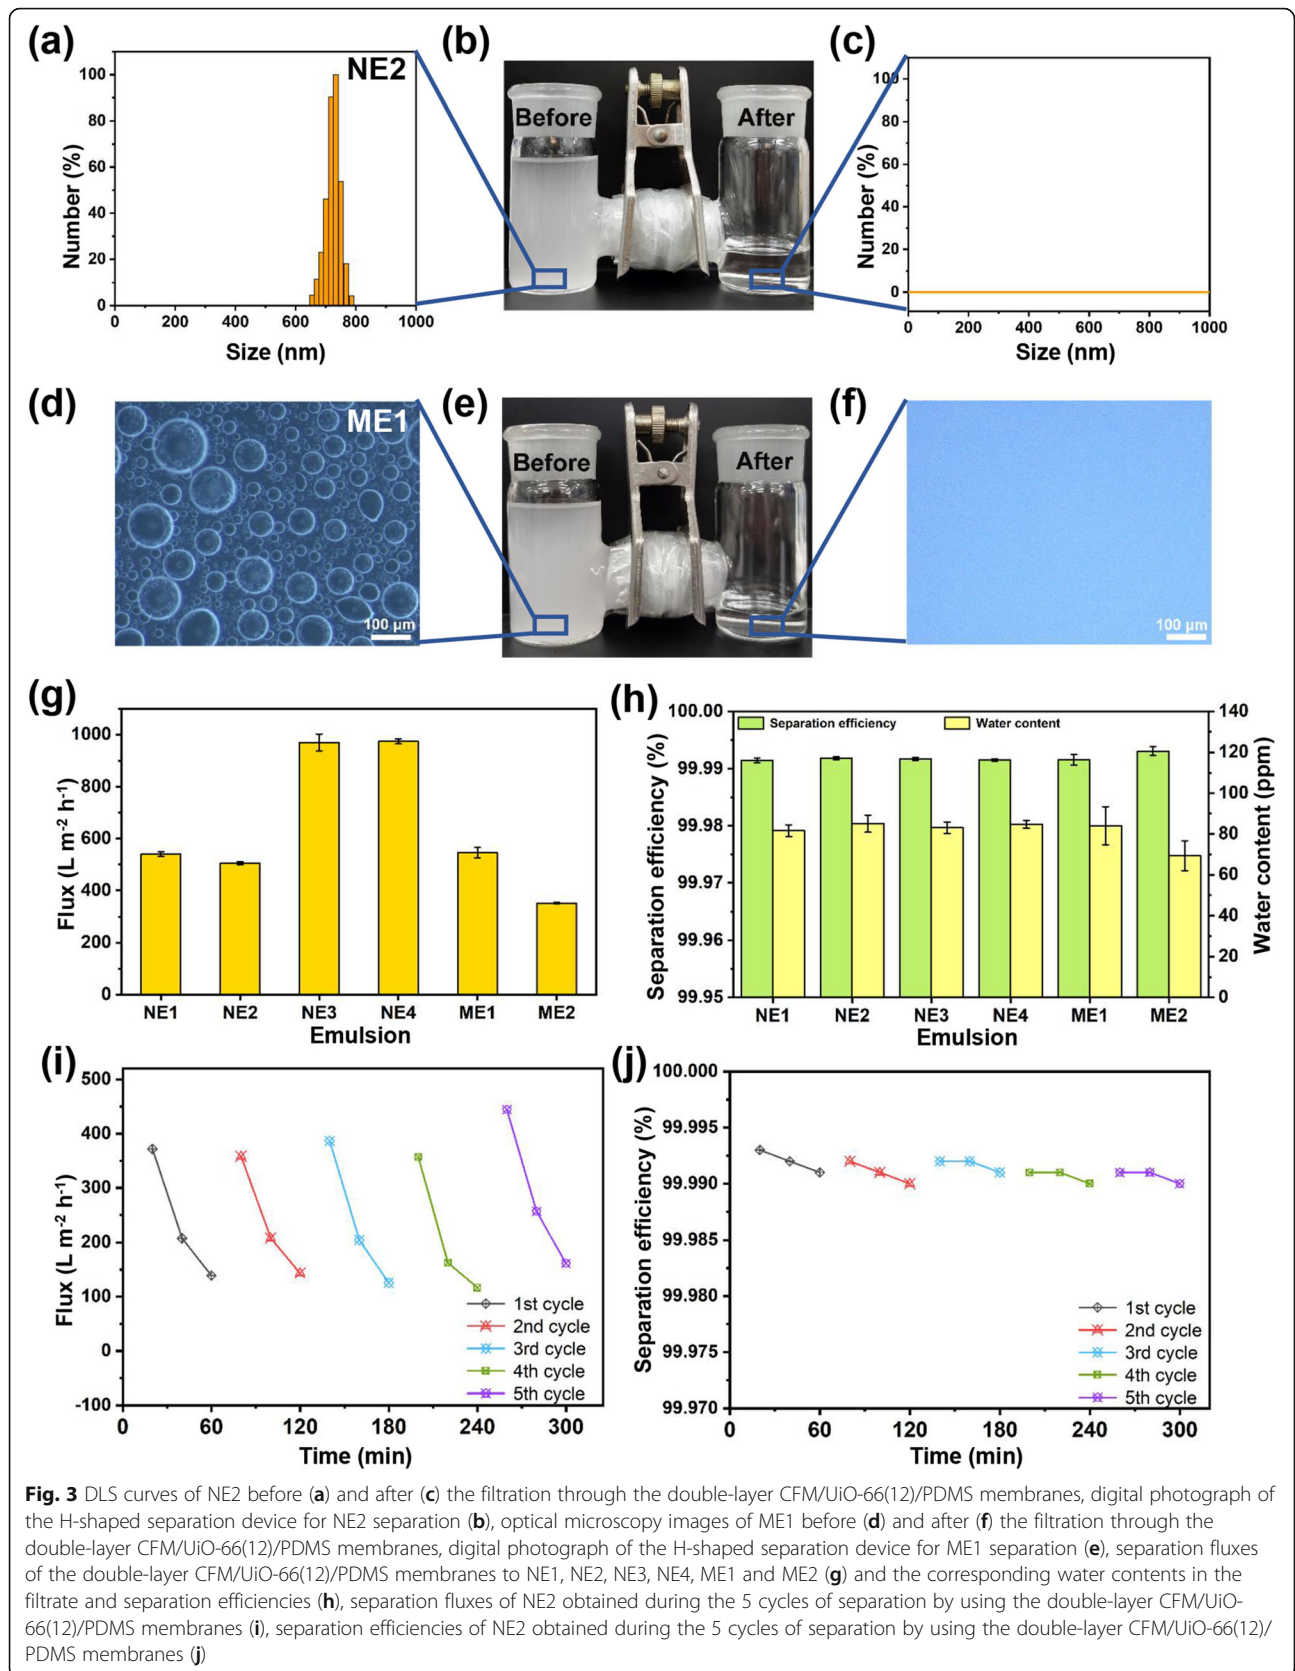 (a)
NE2
Number (%)
100
80
60
40
20
0
0 200 400 600 800 1000
Size (nm)
(b)
Before
After
(c)
Number (%)
100
80
60
40
20
0
0 200 400 600 800 1000
Size (nm)
(d)
ME1
100 μm
(e)
Before
After
(f)
100 μm
(g)
Flux (L m⁻² h⁻¹)
1000
800
600
400
200
0
NE1 NE2 NE3 NE4 ME1 ME2
Emulsion
(h)
Separation efficiency (%)
100.00
99.99
99.98
99.97
99.96
99.95
Separation efficiency
Water content
140
120
100
80
60
40
20
0
Water content (ppm)
NE1 NE2 NE3 NE4 ME1 ME2
Emulsion
(i)
Flux (L m⁻² h⁻¹)
500
400
300
200
100
0
-100
1st cycle
2nd cycle
3rd cycle
4th cycle
5th cycle
0 60 120 180 240 300
Time (min)
(j)
Separation efficiency (%)
100.000
99.995
99.990
99.985
99.980
99.975
99.970
1st cycle
2nd cycle
3rd cycle
4th cycle
5th cycle
0 60 120 180 240 300
Time (min)
Fig. 3 DLS curves of NE2 before (a) and after (c) the filtration through the double-layer CFM/UiO-66(12)/PDMS membranes, digital photograph of
the H-shaped separation device for NE2 separation (b), optical microscopy images of ME1 before (d) and after (f) the filtration through the
double-layer CFM/UiO-66(12)/PDMS membranes, digital photograph of the H-shaped separation device for ME1 separation (e), separation fluxes
of the double-layer CFM/UiO-66(12)/PDMS membranes to NE1, NE2, NE3, NE4, ME1 and ME2 (g) and the corresponding water contents in the
filtrate and separation efficiencies (h), separation fluxes of NE2 obtained during the 5 cycles of separation by using the double-layer CFM/UiO-
66(12)/PDMS membranes (i), separation efficiencies of NE2 obtained during the 5 cycles of separation by using the double-layer CFM/UiO-66(12)/
PDMS membranes (j)